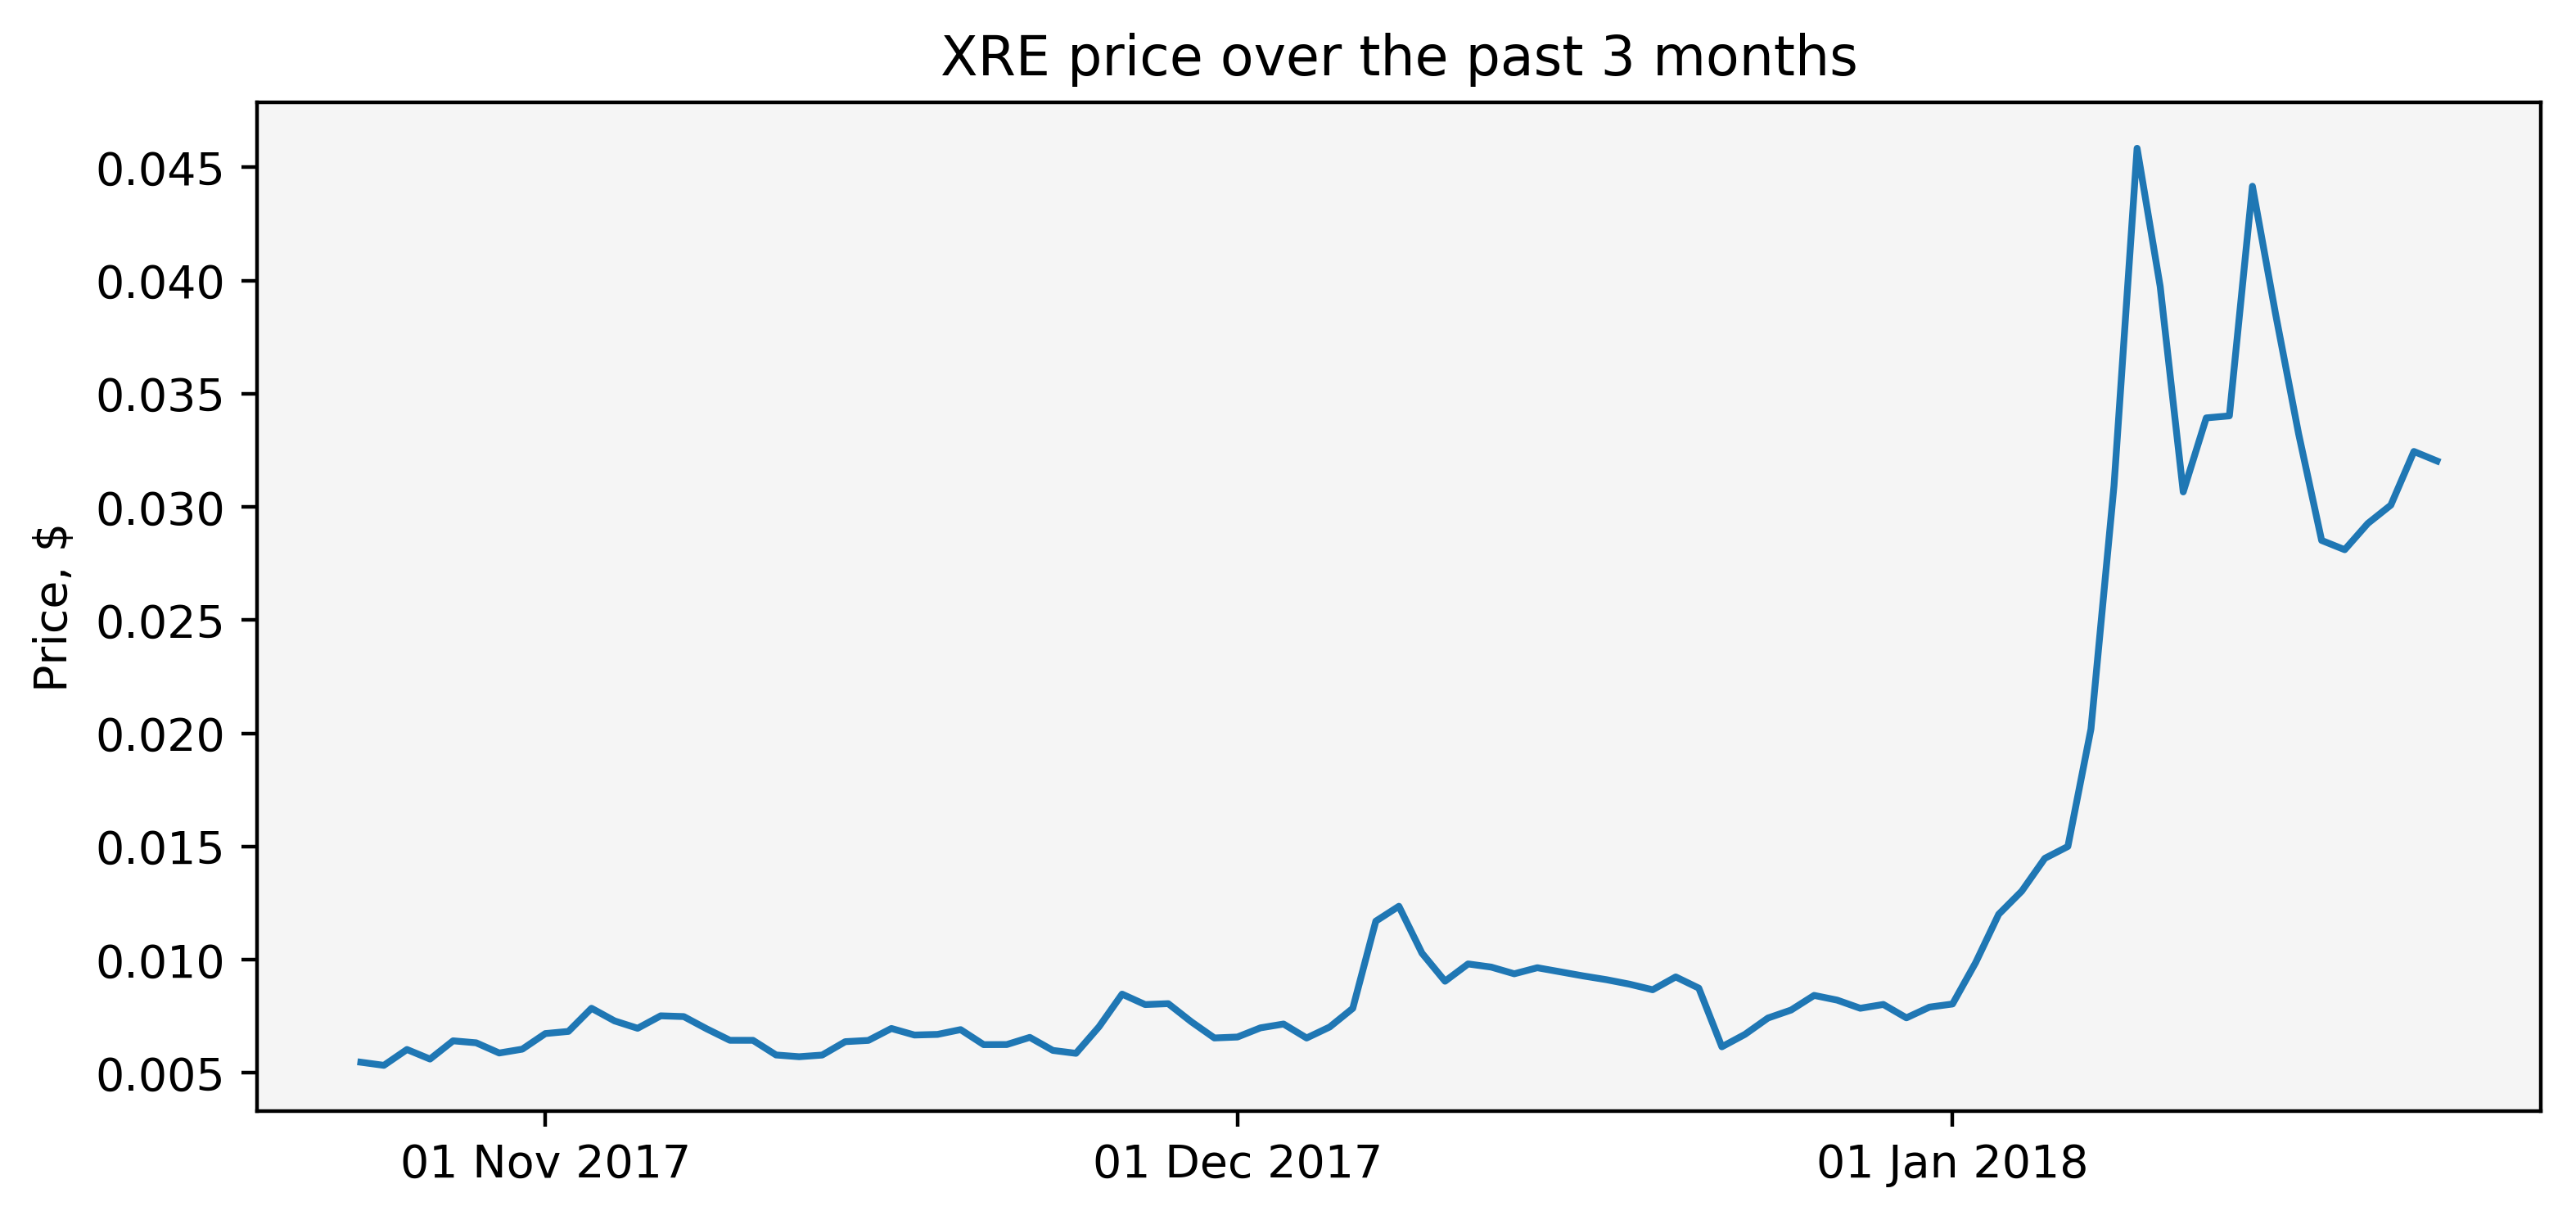 XRE price over the past 3 months
Price, $
0.045
0.040
0.035
0.030
0.025
0.020
0.015
0.010
0.005
01 Nov 2017
01 Dec 2017
01 Jan 2018